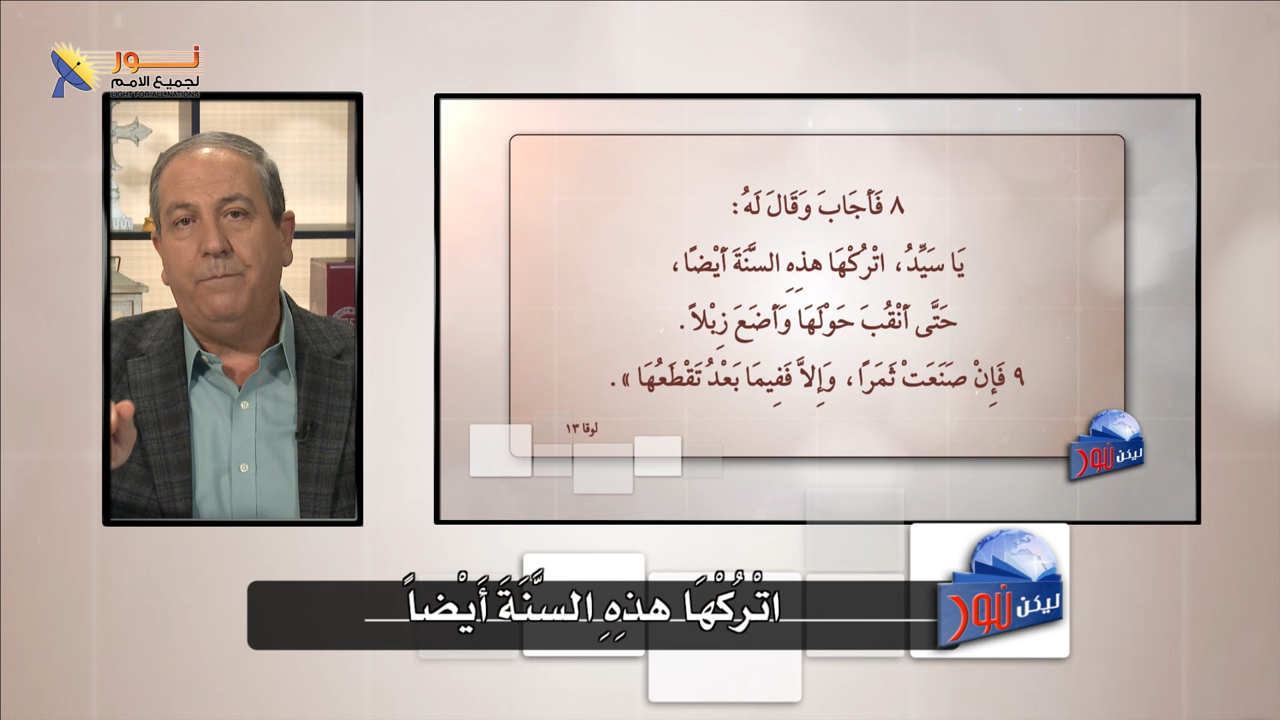 نور
لجميع الامم
LIGHT FOR ALL NATIONS
٨ فَأَجَابَ وَقَالَ لَهُ:
يَا سَيِّدُ، اتْرُكْهَا هذِهِ السَّنَةَ أَيْضًا،
حَتَّى أَنْقُبَ حَوْلَهَا وَأَضَعَ زِبْلاً.
٩ فَإِنْ صَنَعَتْ ثَمَرًا، وَإِلاَّ فَفِيمَا بَعْدُ تَقْطَعُهَا».
لوقا ١٣
ليكن نور
ليكن نور
اتْرُكْهَا هذِهِ السَّنَةَ أَيْضاً